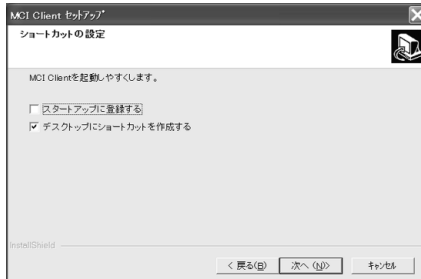 MCI Client セットアップ
ショートカットの設定
MCI Clientを起動しやすくします。
スタートアップに登録する
デスクトップにショートカットを作成する
InstallShield
< 戻る(B)
次へ (N)>
キャンセル